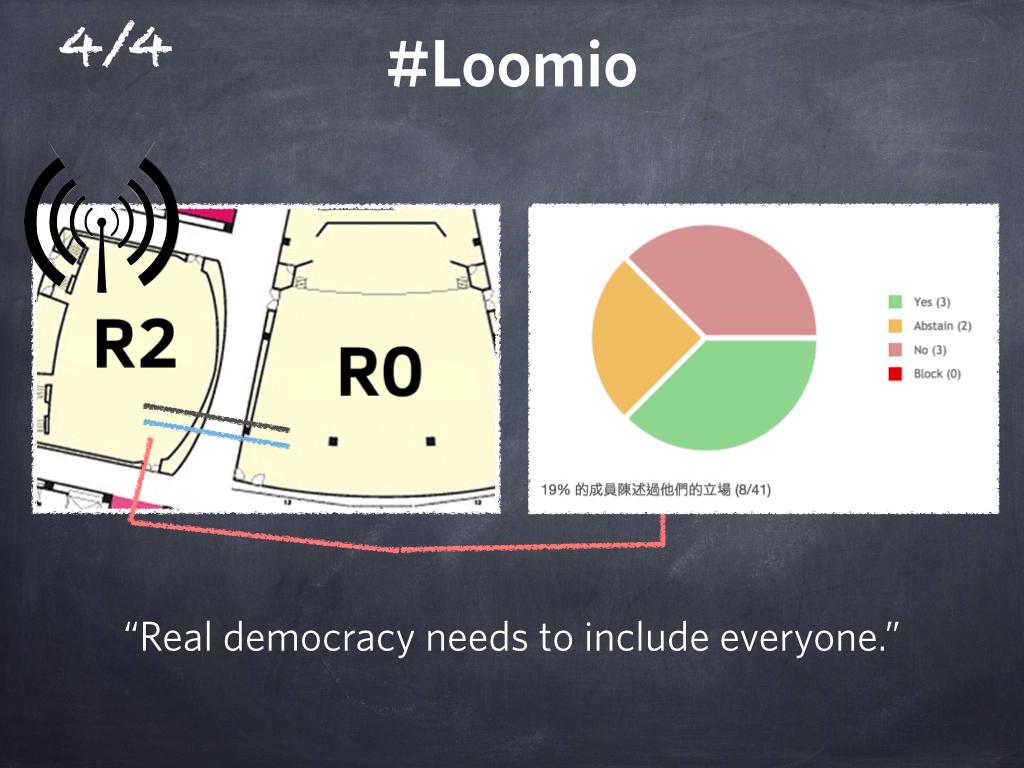 4/4
#Loomio
R2
R0
Yes (3)
Abstain (2)
No (3)
Block (0)
19% 的成員陳述過他們的立場 (8/41)
“Real democracy needs to include everyone.”